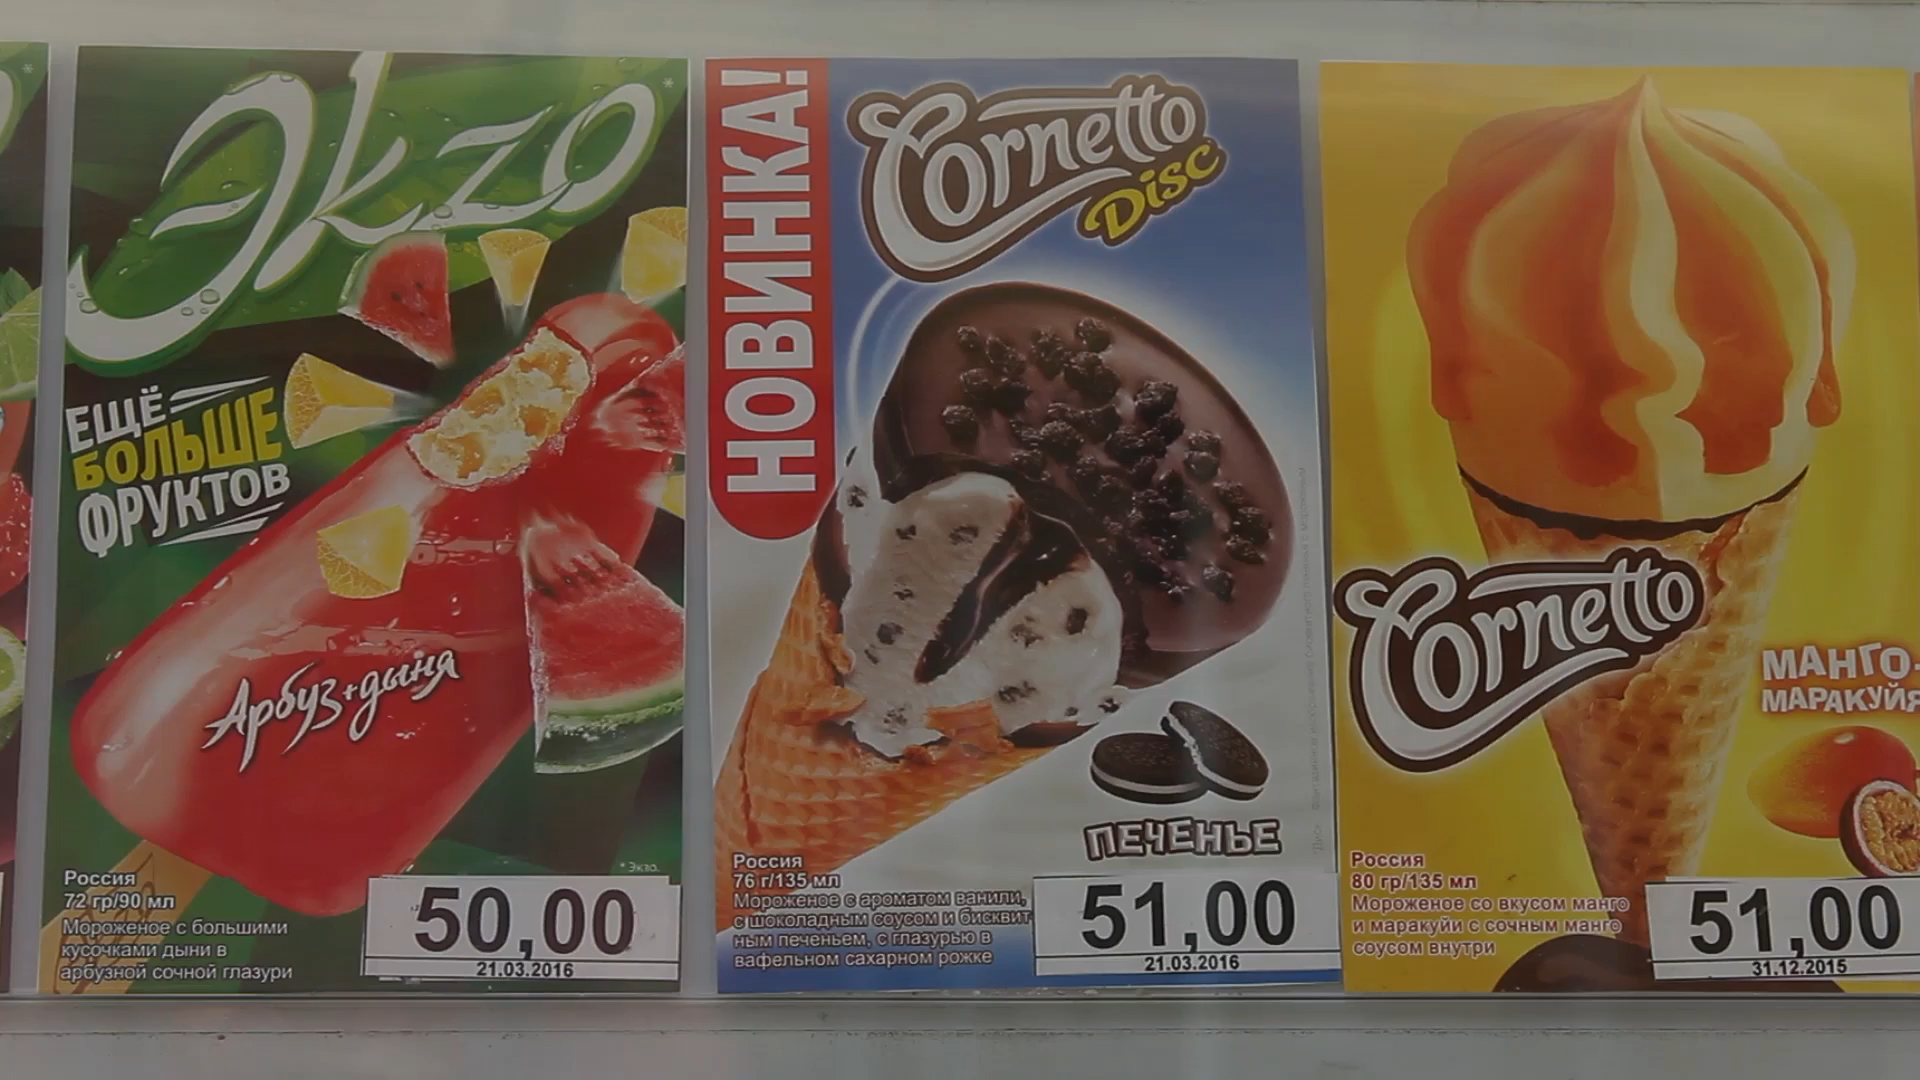 Эkzo
*
ЕЩЁ
БОЛЬШЕ
ФРУКТОВ
Арбуз+дыня
* Экзо.
Россия
72 гр/90 мл
Мороженое с большими
кусочками дыни в
арбузной сочной глазури
50,00
21.03.2016
НОВИНКА!
Cornetto
Disc
ПЕЧЕНЬЕ
Россия
76 г/135 мл
Мороженое с ароматом ванили,
с шоколадным соусом и бисквит
ным печеньем, с глазурью в
вафельном сахарном рожке
51,00
21.03.2016
Cornetto
МАНГО-
МАРАКУЙЯ
Россия
80 гр/135 мл
Мороженое со вкусом манго
и маракуйи с сочным манго
соусом внутри
51,00
31.12.2015